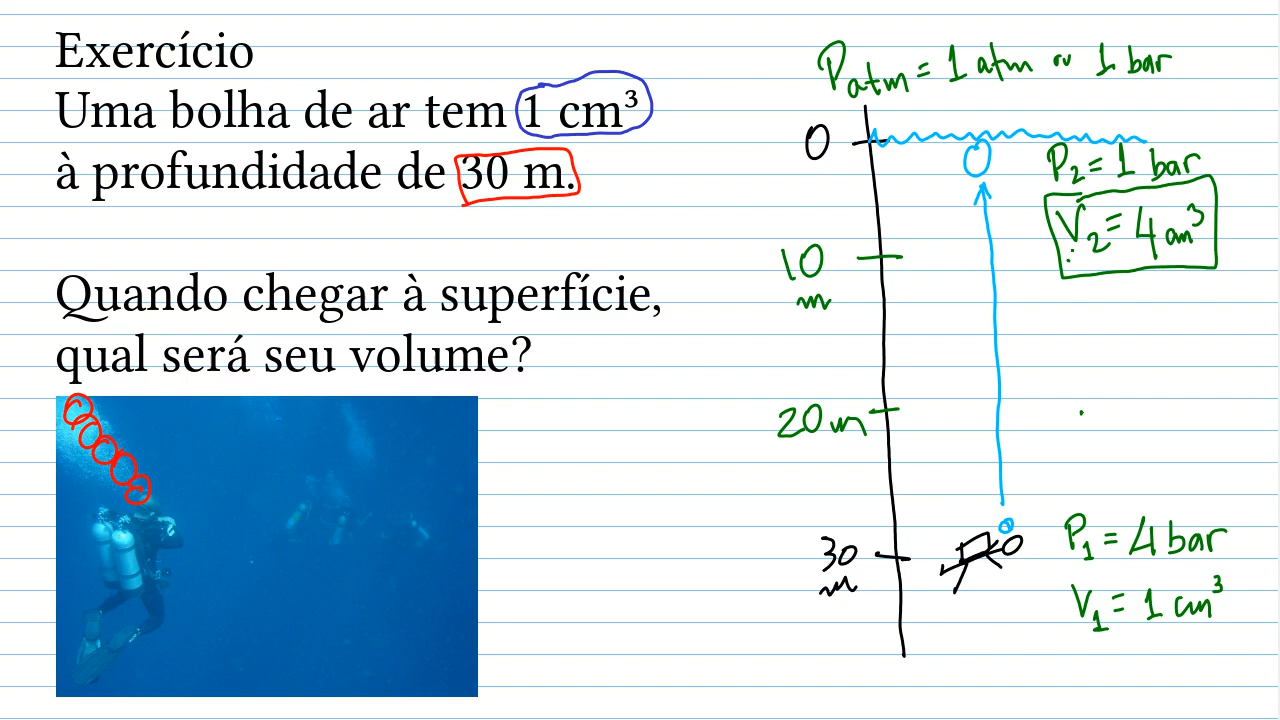 Exercício
Uma bolha de ar tem 1 cm³
à profundidade de 30 m.
Quando chegar à superfície,
qual será seu volume?
Patm = 1 atm ou 1 bar
0
P₂ = 1 bar
V₂ = 4 cm³
10
m
20 m
30
m
P₁ = 4 bar
V₁ = 1 cm³